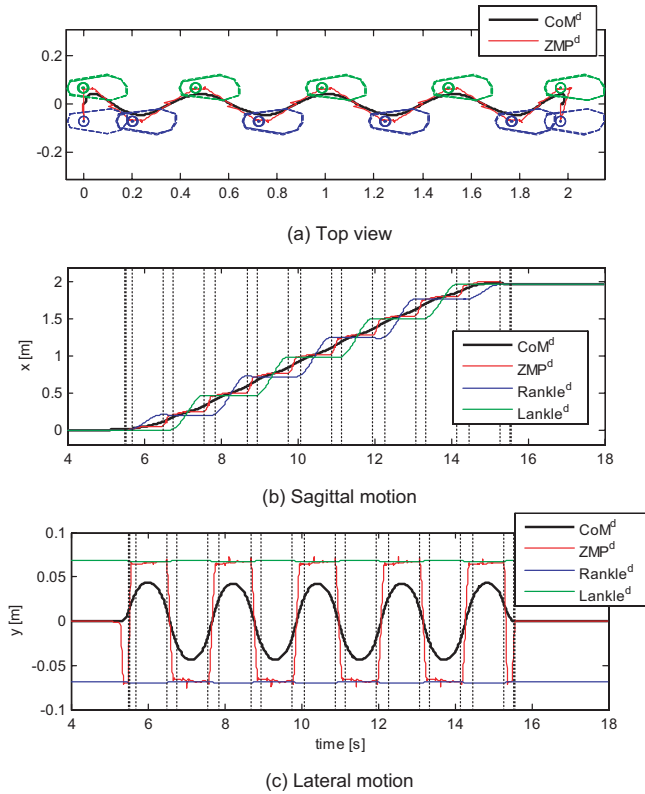 CoM^d
ZMP^d
0.2
0
-0.2
0 0.2 0.4 0.6 0.8 1 1.2 1.4 1.6 1.8 2
(a) Top view
x [m]
2
1.5
1
0.5
0
CoM^d
ZMP^d
Rankle^d
Lankle^d
4 6 8 10 12 14 16 18
(b) Sagittal motion
y [m]
0.1
0.05
0
-0.05
-0.1
CoM^d
ZMP^d
Rankle^d
Lankle^d
4 6 8 10 12 14 16 18
time [s]
(c) Lateral motion